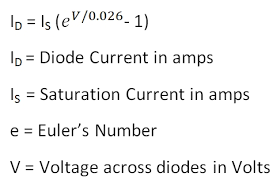 I_D = I_S (e^{V/0.026} - 1)
I_D = Diode Current in amps
I_S = Saturation Current in amps
e = Euler’s Number
V = Voltage across diodes in Volts